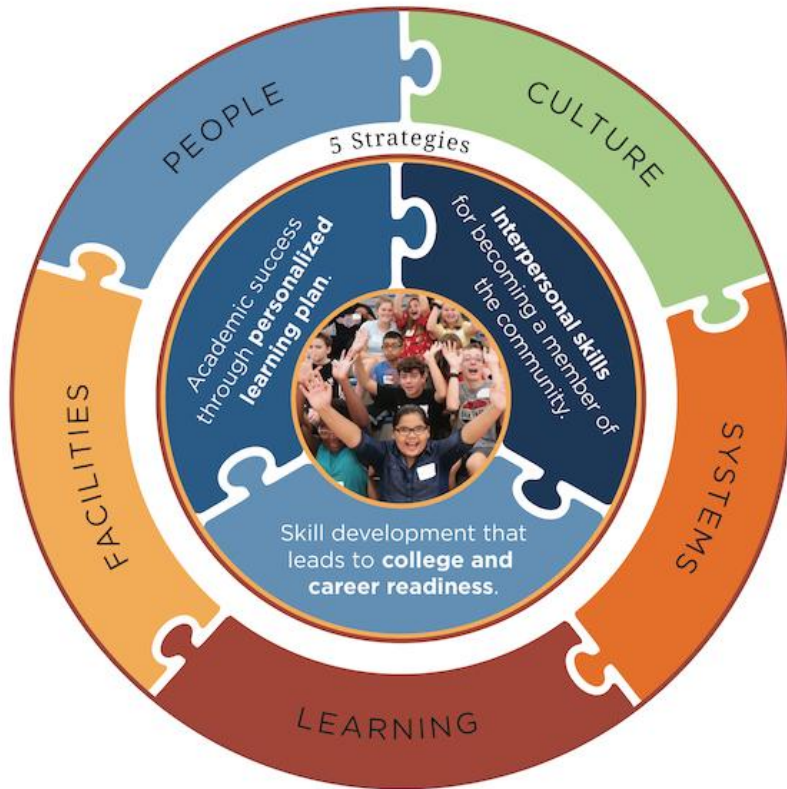 PEOPLE
CULTURE
5 Strategies
Academic success
through personalized
learning plan.
Interpersonal skills
for becoming a member of
the community.
FACILITIES
SYSTEMS
Skill development that
leads to college and
career readiness.
LEARNING